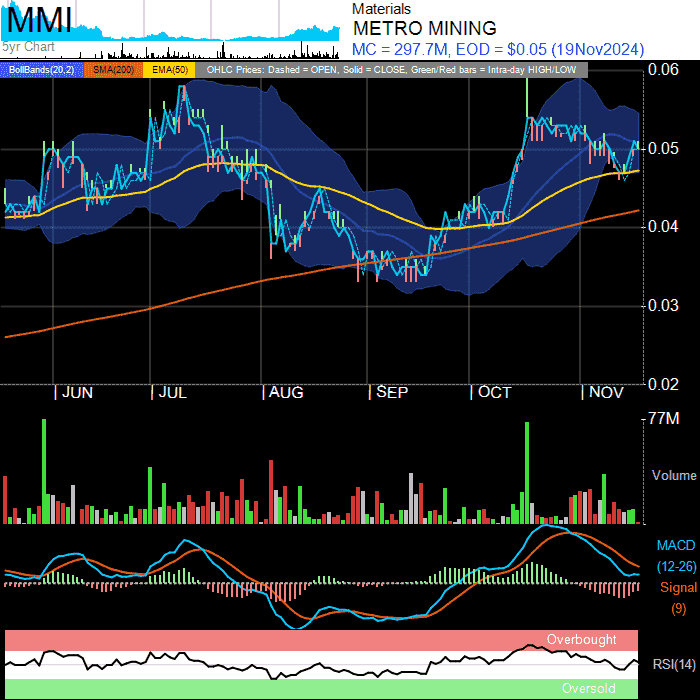 MMI
5yr Chart
Materials
METRO MINING
MC = 297.7M, EOD = $0.05 (19Nov2024)
BollBands(20,2) SMA(200) EMA(50) OHLC Prices: Dashed = OPEN, Solid = CLOSE, Green/Red bars = Intra-day HIGH/LOW
0.06
0.05
0.04
0.03
0.02
JUN JUL AUG SEP OCT NOV
77M
Volume
MACD
(12-26)
Signal
(9)
Overbought
RSI(14)
Oversold